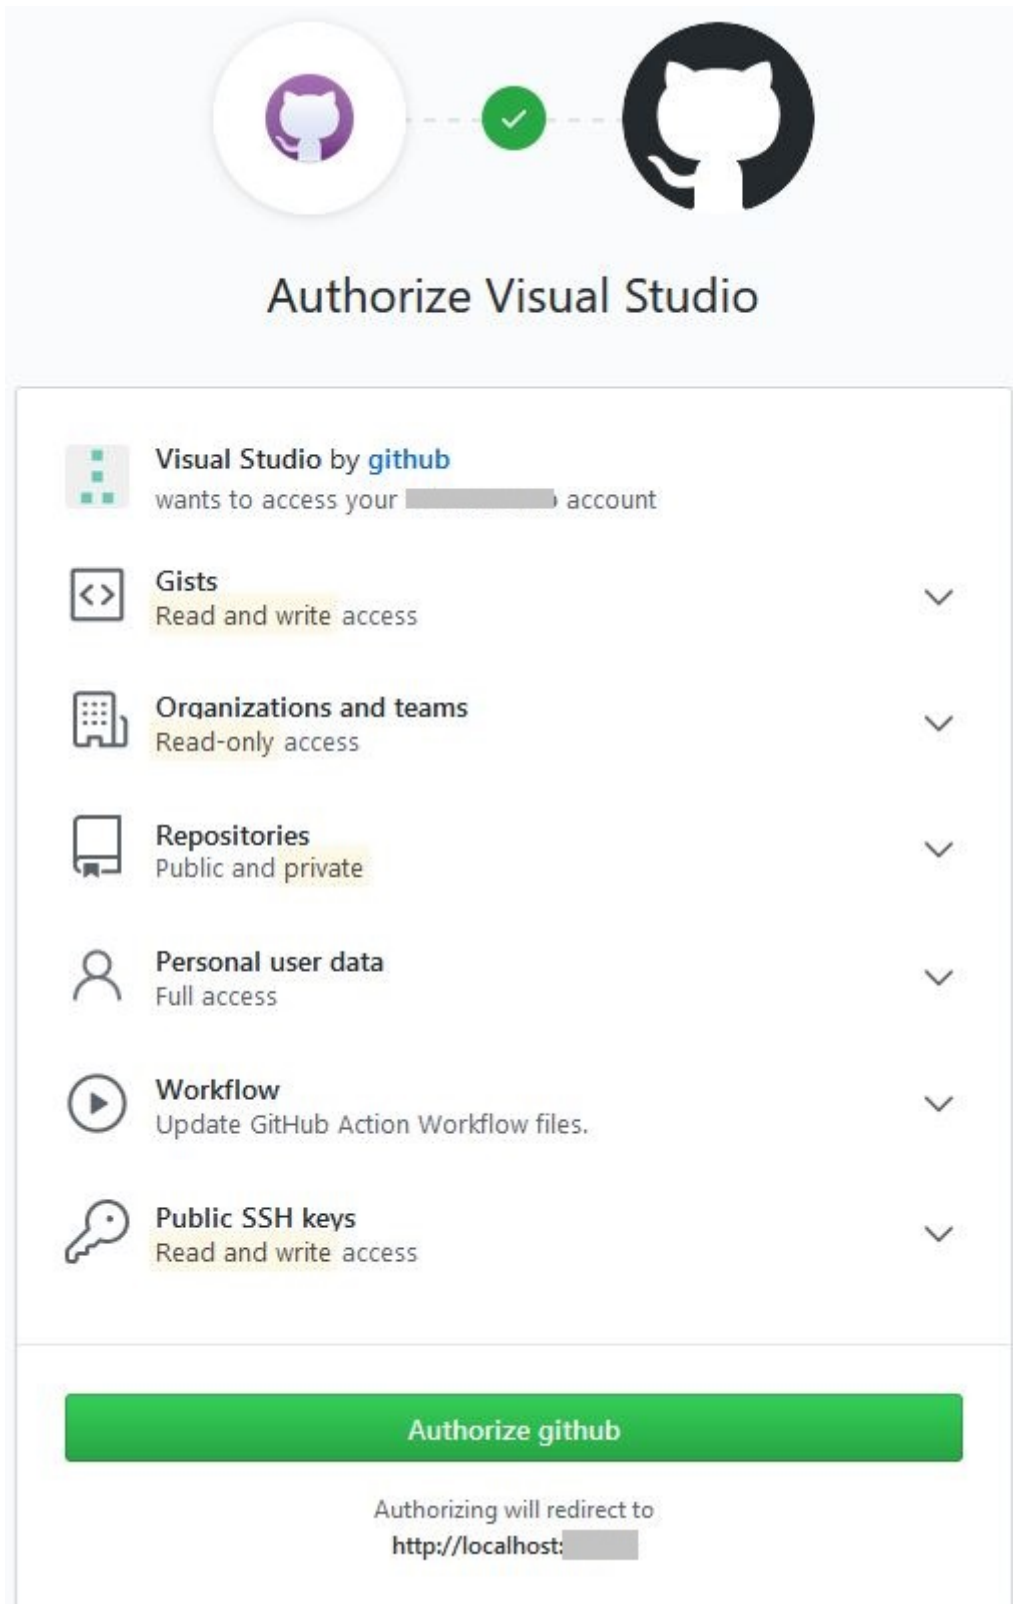 Authorize Visual Studio
Visual Studio by github
wants to access your account
Gists
Read and write access
Organizations and teams
Read-only access
Repositories
Public and private
Personal user data
Full access
Workflow
Update GitHub Action Workflow files.
Public SSH keys
Read and write access
Authorize github
Authorizing will redirect to
http://localhost: